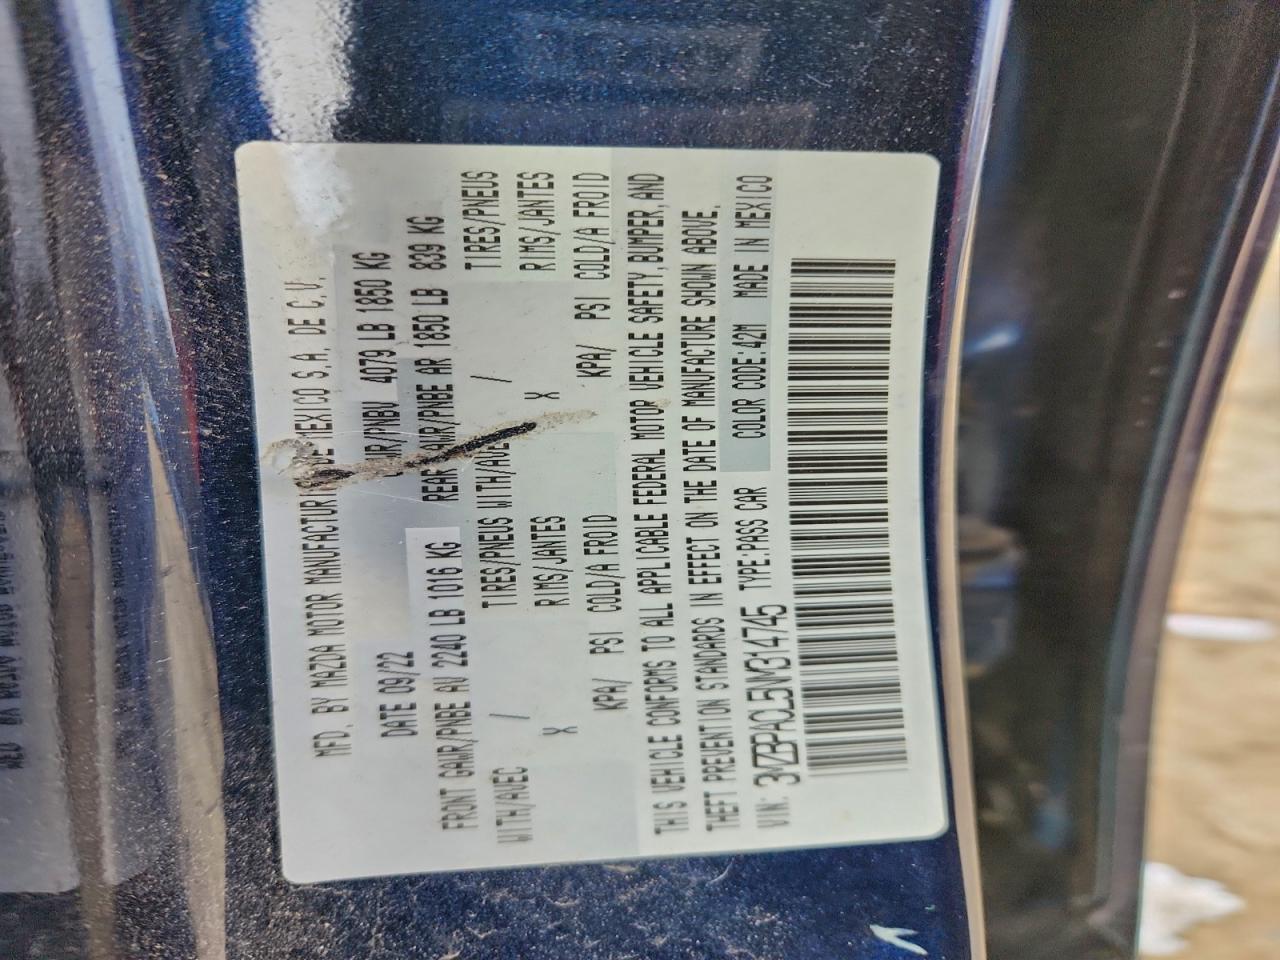 MFD. BY MAZDA MOTOR DE MEXICO S.A. DE C.V.
DATE 09/22 4079 LB 1850 KG
FRONT GAWR/PNBE AV 2240 LB 1016 KG REAR GAWR/PNBE AR 1850 LB 839 KG
WITH/AVEC / TIRES/PNEUS WITH/AVEC / TIRES/PNEUS
X RIMS/JANTES X RIMS/JANTES
KPA/ PSI COLD/A FROID KPA/ PSI COLD/A FROID
THIS VEHICLE CONFORMS TO ALL APPLICABLE FEDERAL MOTOR VEHICLE SAFETY, BUMPER, AND
THEFT PREVENTION STANDARDS IN EFFECT ON THE DATE OF MANUFACTURE SHOWN ABOVE.
VIN: 3MZBPACL5NM314745 TYPE: PASS CAR COLOR CODE: 42M MADE IN MEXICO